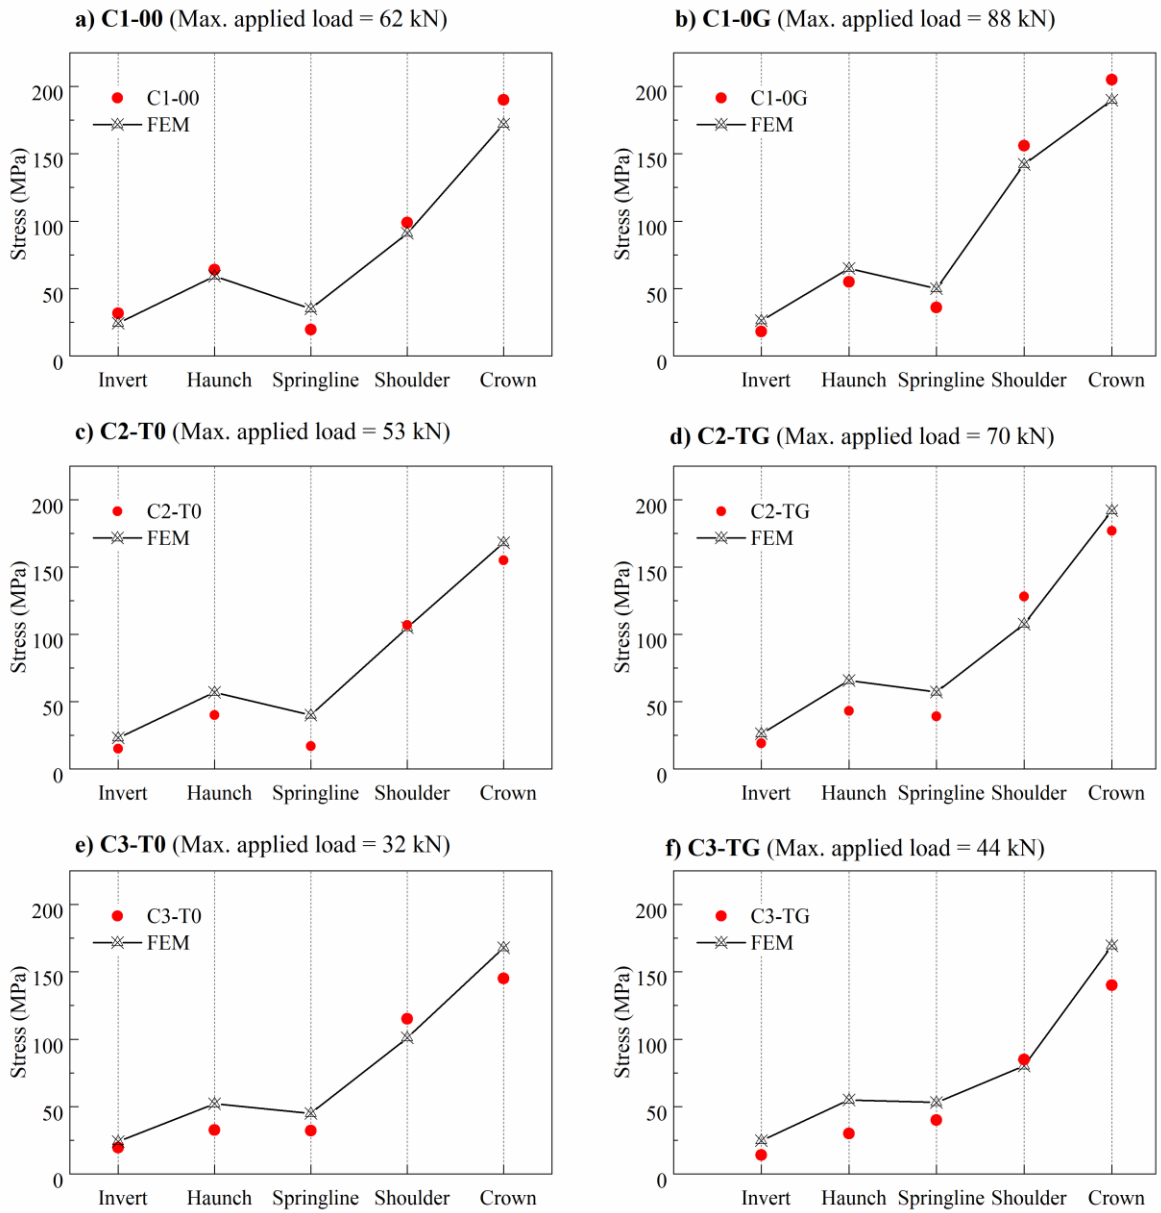 a) C1-00 (Max. applied load = 62 kN)
C1-00
FEM
Stress (MPa)
200
150
100
50
0
Invert Haunch Springline Shoulder Crown
b) C1-0G (Max. applied load = 88 kN)
C1-0G
FEM
Stress (MPa)
200
150
100
50
0
Invert Haunch Springline Shoulder Crown
c) C2-T0 (Max. applied load = 53 kN)
C2-T0
FEM
Stress (MPa)
200
150
100
50
0
Invert Haunch Springline Shoulder Crown
d) C2-TG (Max. applied load = 70 kN)
C2-TG
FEM
Stress (MPa)
200
150
100
50
0
Invert Haunch Springline Shoulder Crown
e) C3-T0 (Max. applied load = 32 kN)
C3-T0
FEM
Stress (MPa)
200
150
100
50
0
Invert Haunch Springline Shoulder Crown
f) C3-TG (Max. applied load = 44 kN)
C3-TG
FEM
Stress (MPa)
200
150
100
50
0
Invert Haunch Springline Shoulder Crown